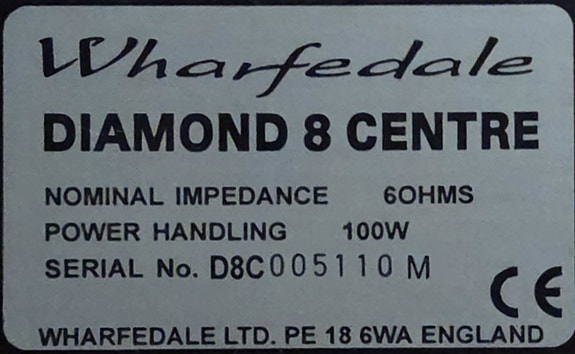 Wharfedale
DIAMOND 8 CENTRE
NOMINAL IMPEDANCE 6OHMS
POWER HANDLING 100W
SERIAL No. D8C005110M
CE
WHARFEDALE LTD. PE 18 6WA ENGLAND